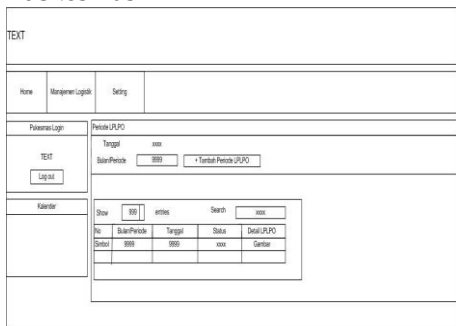 TEXT
Home Manajemen Logistik Setting
Pukesmas Login
TEXT
Log out
Kalender
Periode LPLPO
Tanggal xxxx
Bulan/Periode 9999 + Tambah Periode LPLPO
Show 999 entries Search xxxx
No Bulan/Periode Tanggal Status Detail LPLPO
Simbol 9999 9999 xxxx Gambar